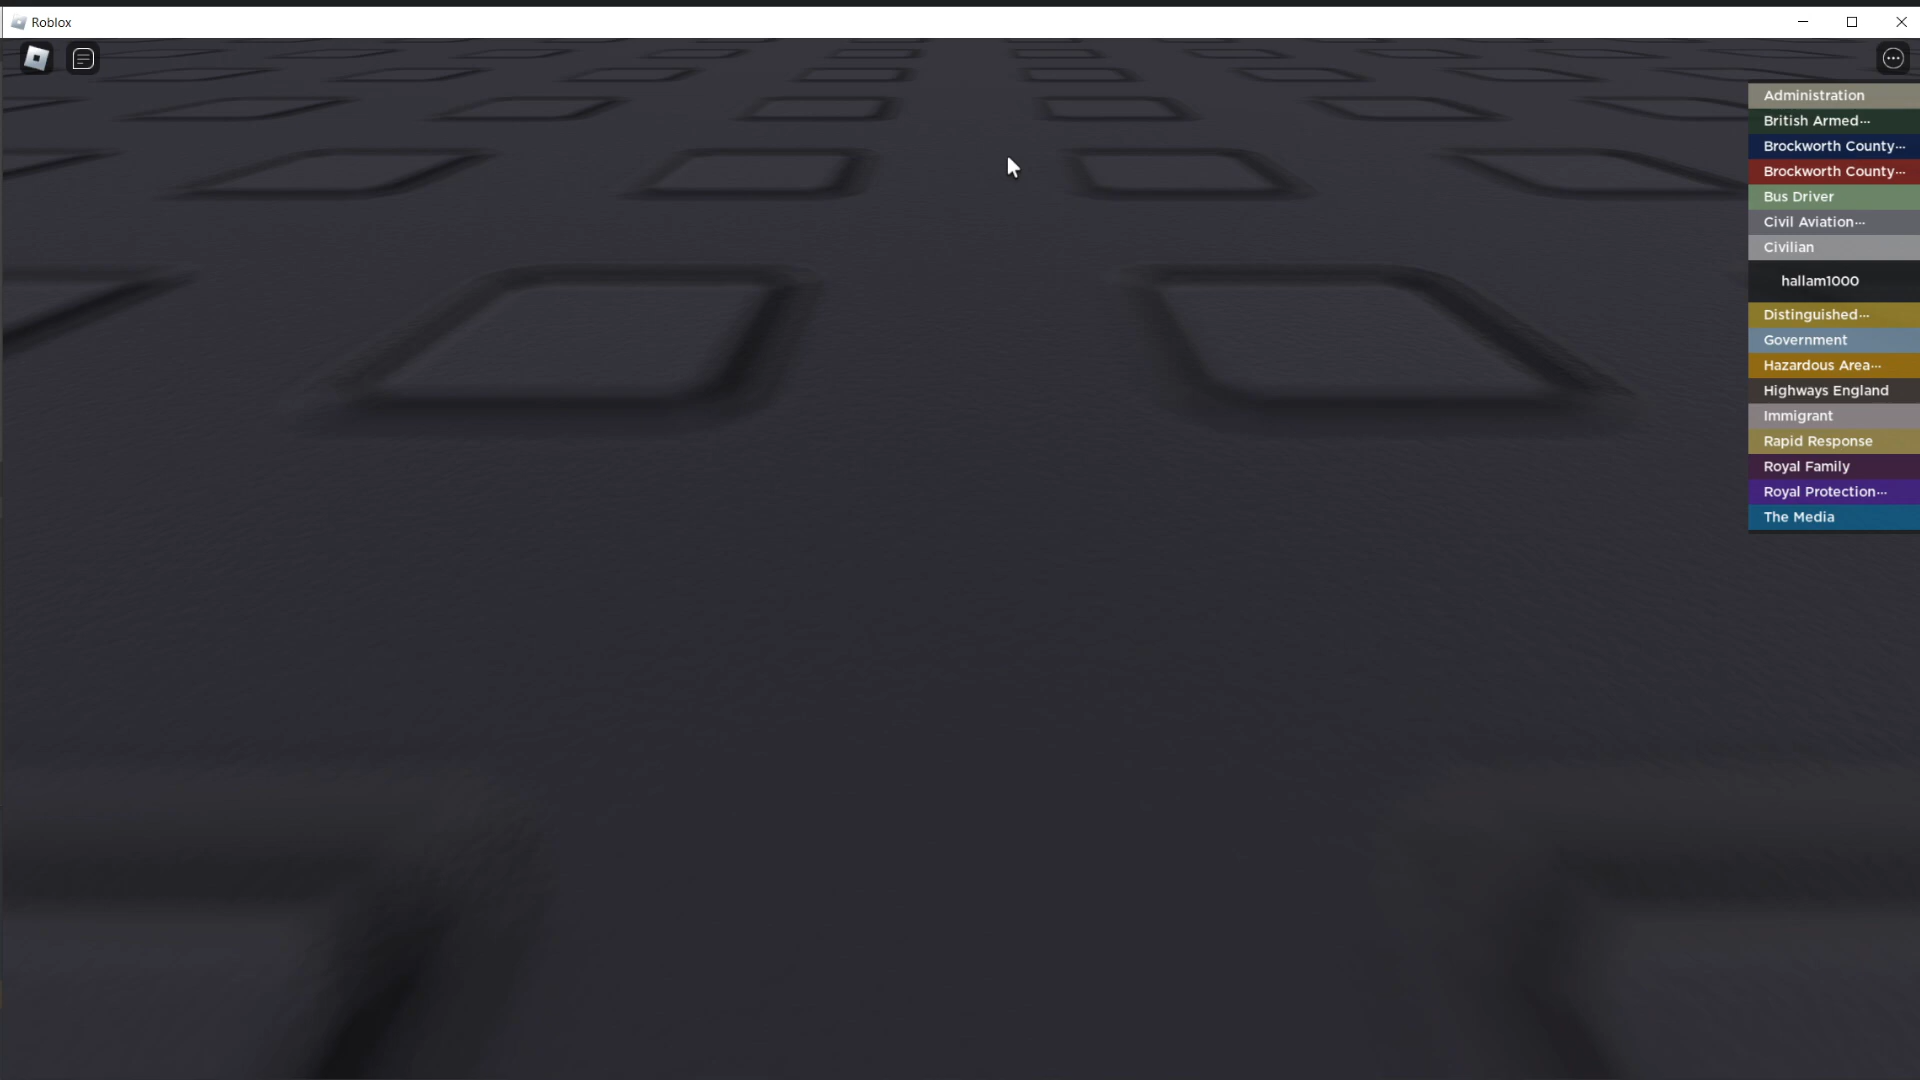 Roblox
Administration
British Armed...
Brockworth County...
Brockworth County...
Bus Driver
Civil Aviation...
Civilian
hallam1000
Distinguished...
Government
Hazardous Area...
Highways England
Immigrant
Rapid Response
Royal Family
Royal Protection...
The Media